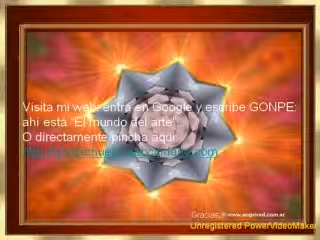 Visita mi web, entra en Google y escribe GONPE:
ahí está "El mundo del arte".
O directamente pincha aquí:
Gracias. www.angelred.com.ar
Unregistered PowerVideoMaker